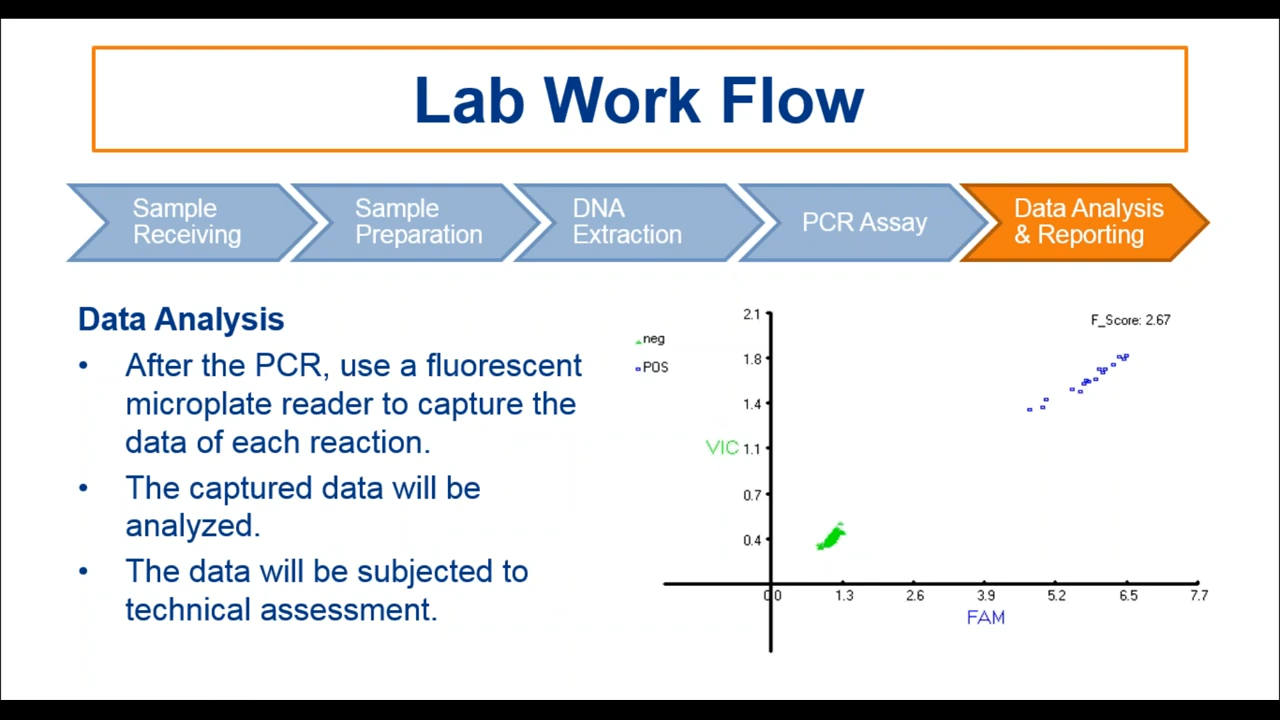 Lab Work Flow
Sample
Receiving
Sample
Preparation
DNA
Extraction
PCR Assay
Data Analysis
& Reporting
Data Analysis
• After the PCR, use a fluorescent
microplate reader to capture the
data of each reaction.
• The captured data will be
analyzed.
• The data will be subjected to
technical assessment.
neg
POS
F_Score: 2.67
2.1
1.8
1.4
VIC 1.1
0.7
0.4
0.0 1.3 2.6 3.9 5.2 6.5 7.7
FAM